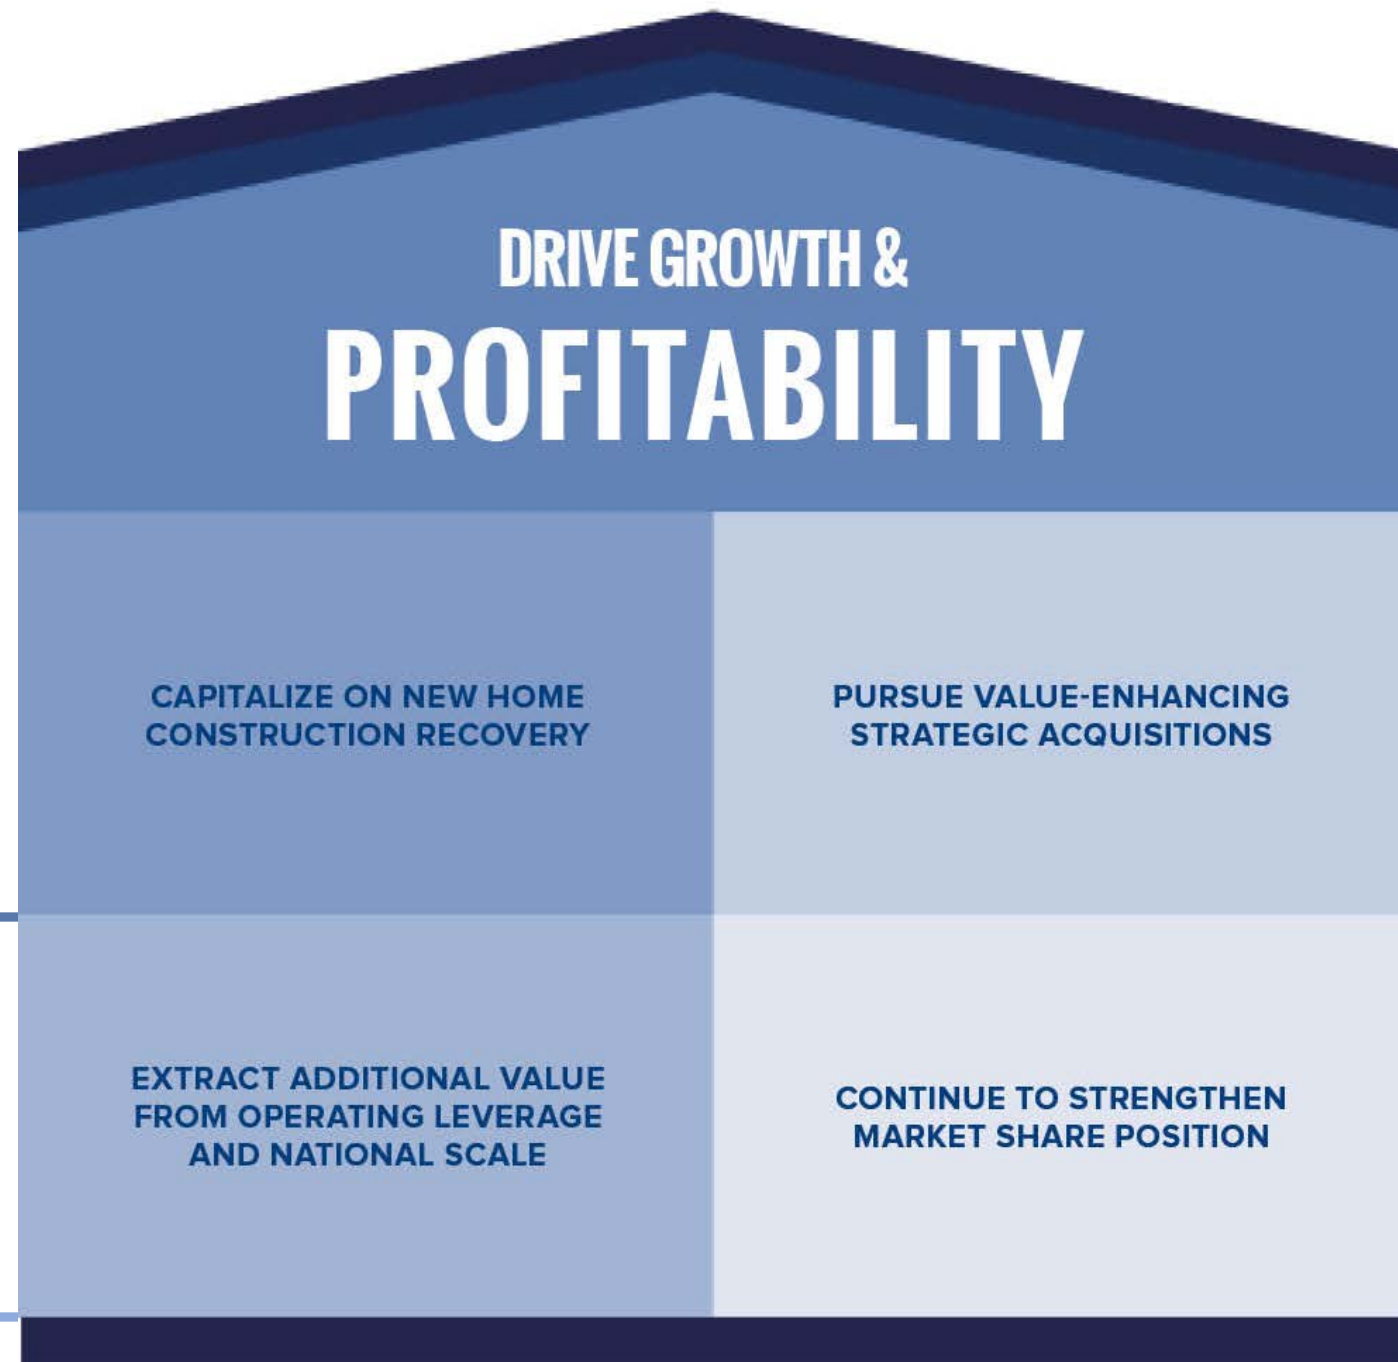 DRIVE GROWTH &
PROFITABILITY
CAPITALIZE ON NEW HOME
CONSTRUCTION RECOVERY
PURSUE VALUE-ENHANCING
STRATEGIC ACQUISITIONS
EXTRACT ADDITIONAL VALUE
FROM OPERATING LEVERAGE
AND NATIONAL SCALE
CONTINUE TO STRENGTHEN
MARKET SHARE POSITION